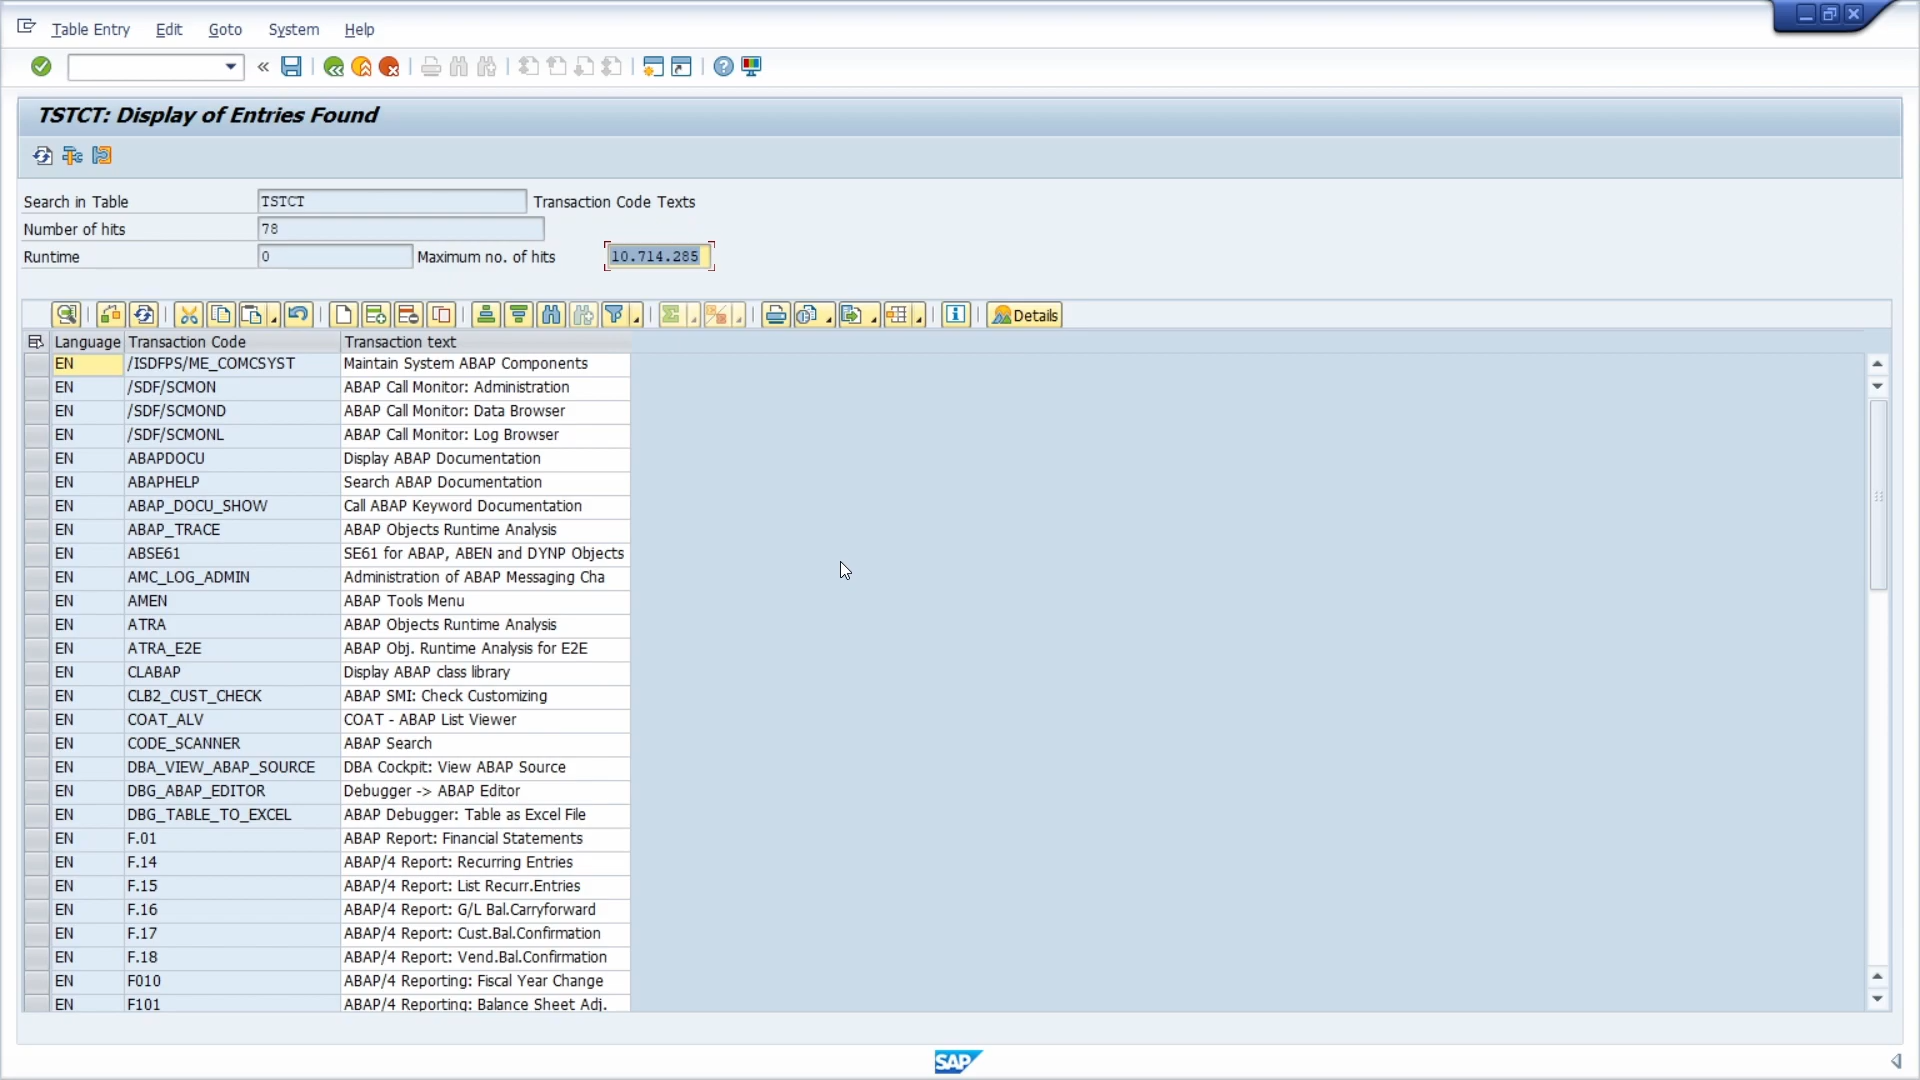 Table Entry Edit Goto System Help
TSTCT: Display of Entries Found
Search in Table TSTCT Transaction Code Texts
Number of hits 78
Runtime 0 Maximum no. of hits 10.714.285
Details
Language Transaction Code Transaction text
EN /ISDFPS/ME_COMCSYST Maintain System ABAP Components
EN /SDF/SCMON ABAP Call Monitor: Administration
EN /SDF/SCMOND ABAP Call Monitor: Data Browser
EN /SDF/SCMONL ABAP Call Monitor: Log Browser
EN ABAPDOCU Display ABAP Documentation
EN ABAPHELP Search ABAP Documentation
EN ABAP_DOCU_SHOW Call ABAP Keyword Documentation
EN ABAP_TRACE ABAP Objects Runtime Analysis
EN ABSE61 SE61 for ABAP, ABEN and DYNP Objects
EN AMC_LOG_ADMIN Administration of ABAP Messaging Cha
EN AMEN ABAP Tools Menu
EN ATRA ABAP Objects Runtime Analysis
EN ATRA_E2E ABAP Obj. Runtime Analysis for E2E
EN CLABAP Display ABAP class library
EN CLB2_CUST_CHECK ABAP SMI: Check Customizing
EN COAT_ALV COAT - ABAP List Viewer
EN CODE_SCANNER ABAP Search
EN DBA_VIEW_ABAP_SOURCE DBA Cockpit: View ABAP Source
EN DBG_ABAP_EDITOR Debugger -> ABAP Editor
EN DBG_TABLE_TO_EXCEL ABAP Debugger: Table as Excel File
EN F.01 ABAP Report: Financial Statements
EN F.14 ABAP/4 Report: Recurring Entries
EN F.15 ABAP/4 Report: List Recurr.Entries
EN F.16 ABAP/4 Report: G/L Bal.Carryforward
EN F.17 ABAP/4 Report: Cust.Bal.Confirmation
EN F.18 ABAP/4 Report: Vend.Bal.Confirmation
EN F010 ABAP/4 Reporting: Fiscal Year Change
EN F101 ABAP/4 Reporting: Balance Sheet Adj.
SAP